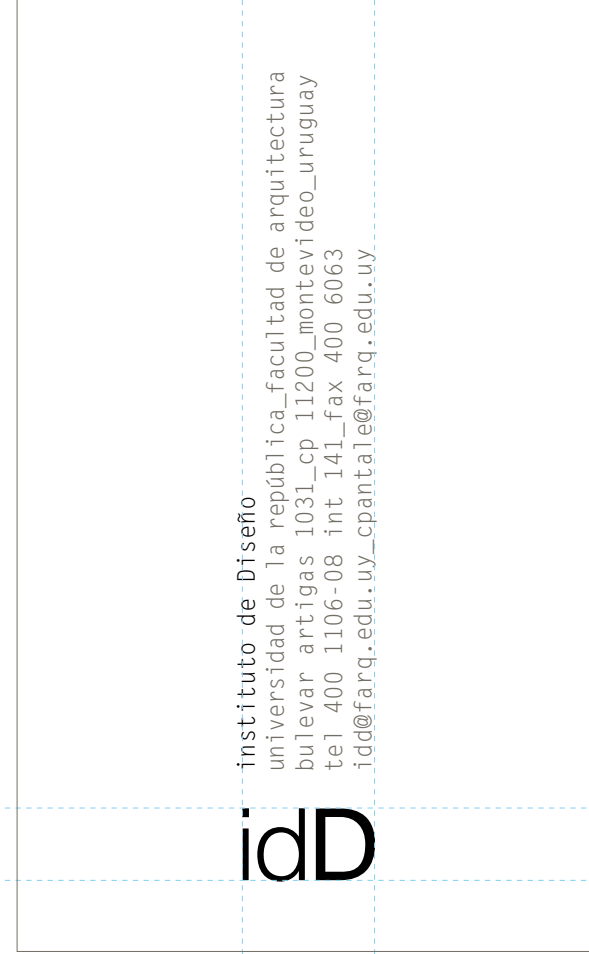 instituto de Diseño
universidad de la república_facultad de arquitectura
bulevar artigas 1031_cp 11200_montevideo_uruguay
tel 400 1106-08 int 141_fax 400 6063
idd@farq.edu.uy_cpantale@farq.edu.uy
idD